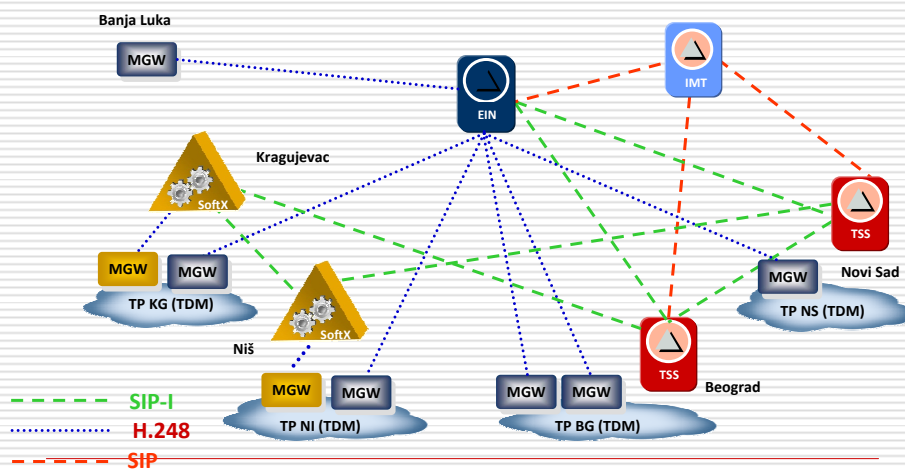 Banja Luka
MGW
EIN
IMT
Kragujevac
SoftX
TSS
Novi Sad
MGW
MGW
TP KG (TDM)
MGW
TP NS (TDM)
SoftX
Niš
TSS
Beograd
MGW
MGW
TP NI (TDM)
MGW
MGW
TP BG (TDM)
SIP-I
H.248
SIP